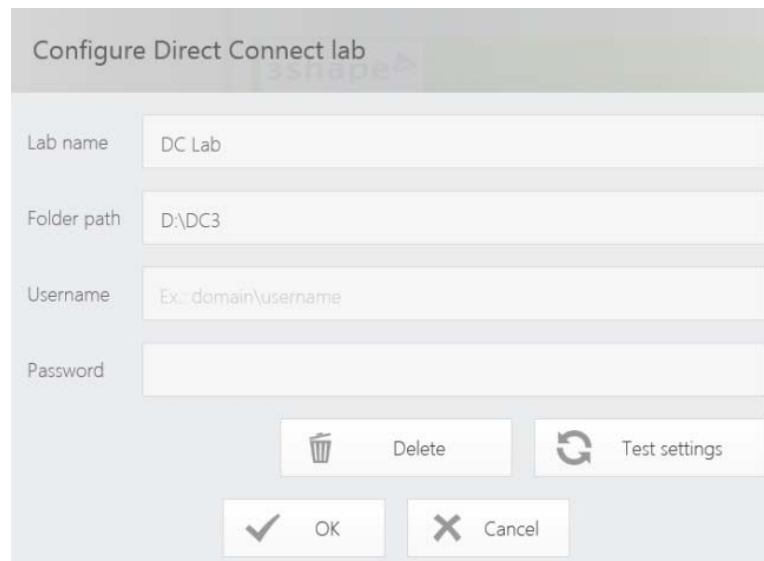 Configure Direct Connect lab
3shape
Lab name
DC Lab
Folder path
D:\DC3
Username
Ex.: domain\username
Password
Delete
Test settings
OK
Cancel